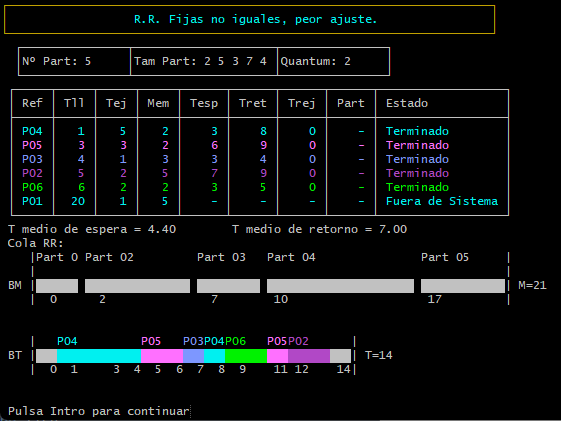 R.R. Fijas no iguales, peor ajuste.
Nº Part: 5 Tam Part: 2 5 3 7 4 Quantum: 2
Ref Tll Tej Mem Tesp Tret Trej Part Estado
P04 1 5 2 3 8 0 - Terminado
P05 3 3 2 6 9 0 - Terminado
P03 4 1 3 3 4 0 - Terminado
P02 5 2 5 7 9 0 - Terminado
P06 6 2 2 3 5 0 - Terminado
P01 20 1 5 - - - - Fuera de Sistema
T medio de espera = 4.40 T medio de retorno = 7.00
Cola RR:
|Part 0 Part 02 Part 03 Part 04 Part 05 |
BM | | M=21
| 0 2 7 10 17 |
| P04 P05 P03P04P06 P05P02 |
BT | | T=14
| 0 1 3 4 5 6 7 8 9 11 12 14|
Pulsa Intro para continuar